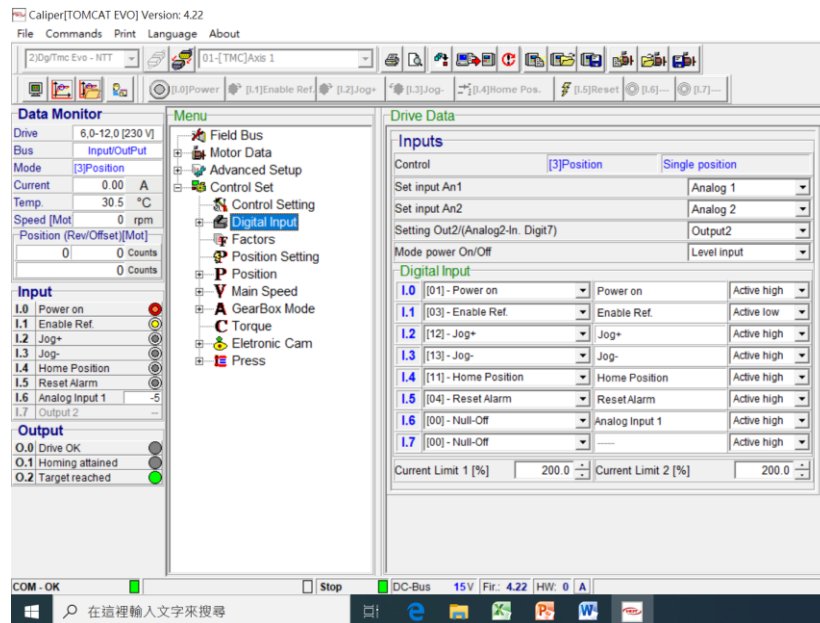 Caliper[TOMCAT EVO] Version: 4.22
File Commands Print Language About
2)Dg/Tmc Evo - NTT 01-[TMC]Axis 1
[I.0]Power [I.1]Enable Ref. [I.2]Jog+ [I.3]Jog- [I.4]Home Pos. [I.5]Reset [I.6]--- [I.7]---
Data Monitor
Drive 6,0-12,0 [230 V]
Bus Input/OutPut
Mode [3]Position
Current 0.00 A
Temp. 30.5 °C
Speed [Mot 0 rpm
Position (Rev/Offset)[Mot]
0 0 Counts
0 Counts
Input
I.0 Power on
I.1 Enable Ref.
I.2 Jog+
I.3 Jog-
I.4 Home Position
I.5 Reset Alarm
I.6 Analog Input 1 -5
I.7 Output 2 --
Output
O.0 Drive OK
O.1 Homing attained
O.2 Target reached
Menu
Field Bus
Motor Data
Advanced Setup
Control Set
Control Setting
Digital Input
Factors
Position Setting
Position
Main Speed
GearBox Mode
Torque
Eletronic Cam
Press
Drive Data
Inputs
Control [3]Position Single position
Set input An1 Analog 1
Set input An2 Analog 2
Setting Out2/(Analog2-In. Digit7) Output2
Mode power On/Off Level input
Digital Input
I.0 [01] - Power on Power on Active high
I.1 [03] - Enable Ref. Enable Ref. Active low
I.2 [12] - Jog+ Jog+ Active high
I.3 [13] - Jog- Jog- Active high
I.4 [11] - Home Position Home Position Active high
I.5 [04] - Reset Alarm Reset Alarm Active high
I.6 [00] - Null-Off Analog Input 1 Active high
I.7 [00] - Null-Off ----- Active high
Current Limit 1 [%] 200.0 Current Limit 2 [%] 200.0
COM - OK Stop DC-Bus 15 V Fir.: 4.22 HW: 0 A
在這裡輸入文字來搜尋